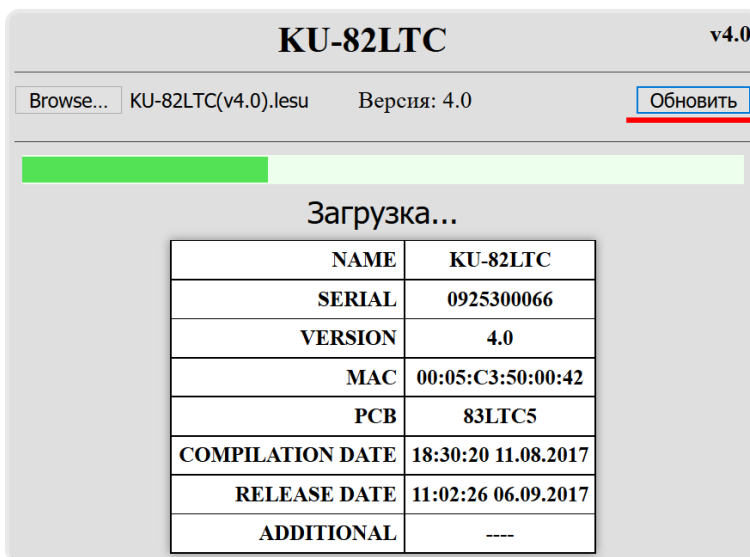 KU-82LTC v4.0
Browse... KU-82LTC(v4.0).lesu Версия: 4.0 Обновить
Загрузка...
NAME KU-82LTC
SERIAL 0925300066
VERSION 4.0
MAC 00:05:C3:50:00:42
PCB 83LTC5
COMPILATION DATE 18:30:20 11.08.2017
RELEASE DATE 11:02:26 06.09.2017
ADDITIONAL ----